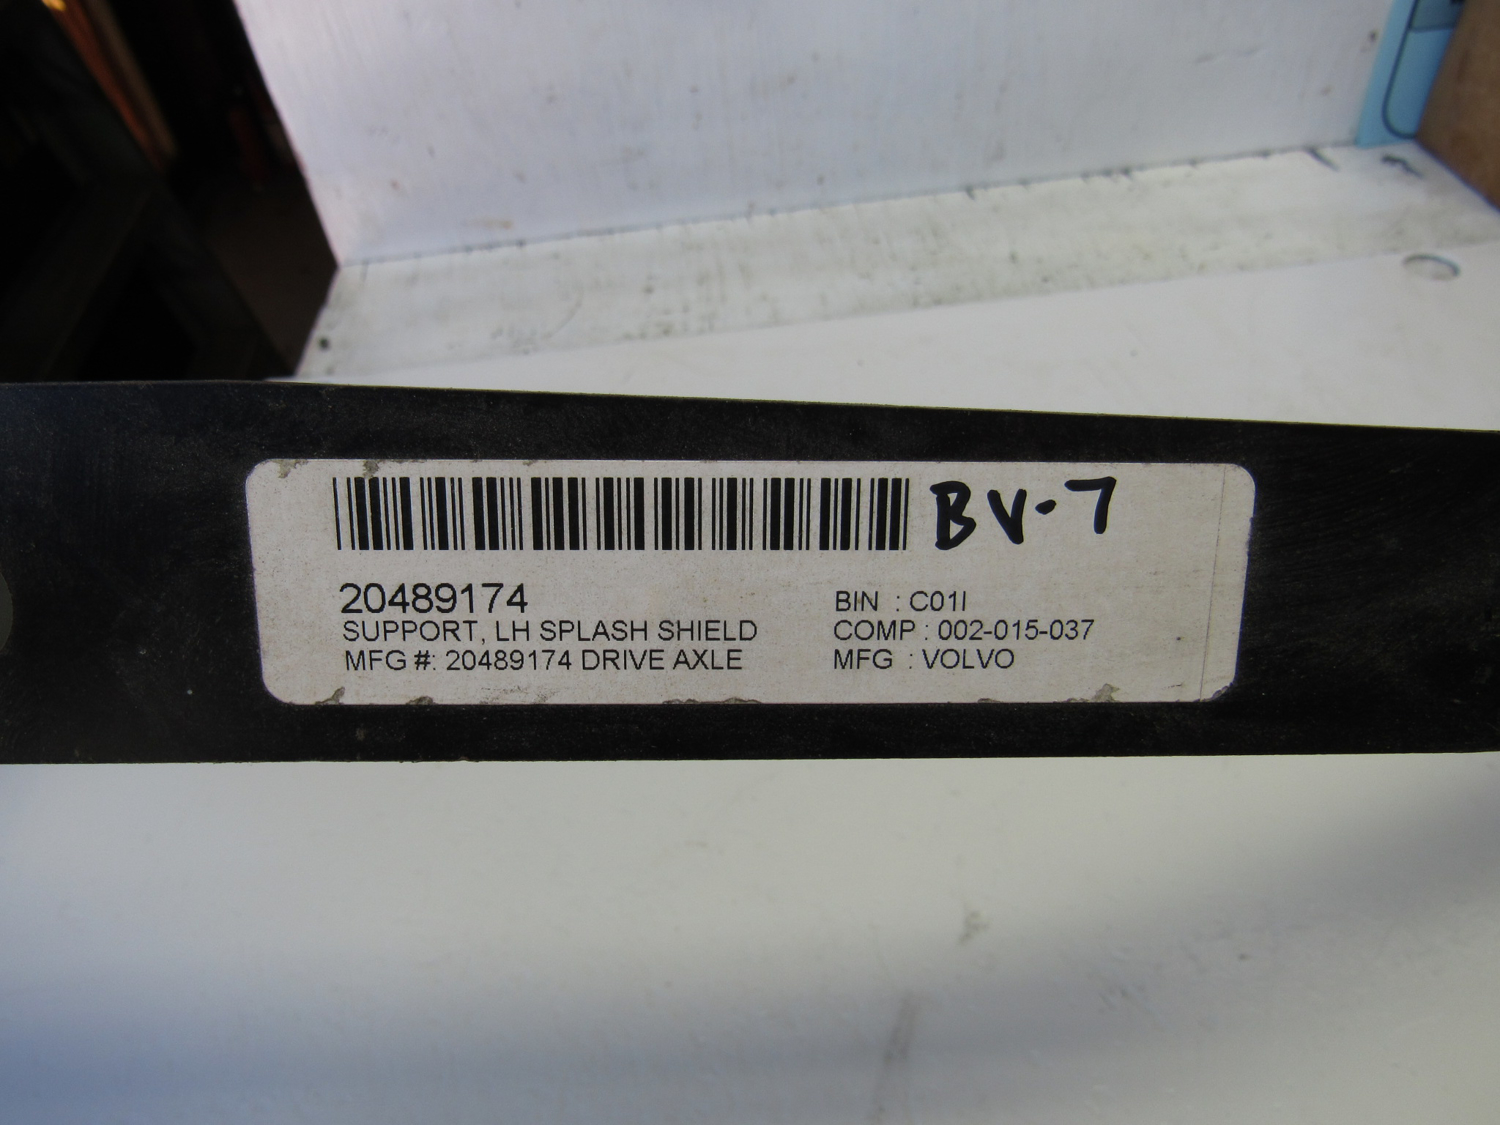 BV-7
20489174
SUPPORT, LH SPLASH SHIELD
MFG #: 20489174 DRIVE AXLE
BIN : C01I
COMP : 002-015-037
MFG : VOLVO